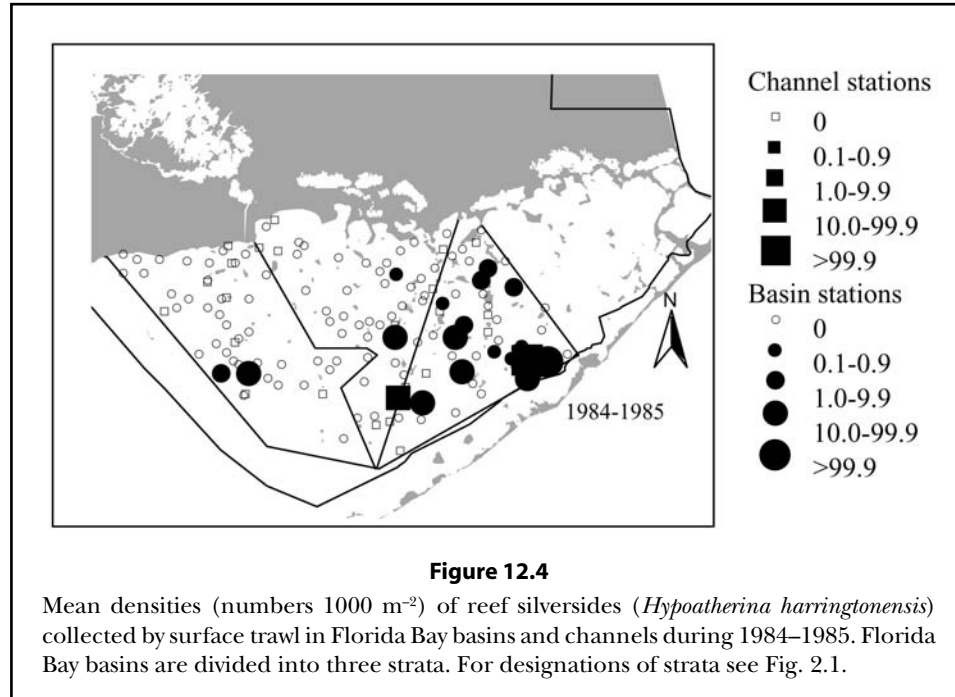 Channel stations
0
0.1-0.9
1.0-9.9
10.0-99.9
>99.9
Basin stations
0
0.1-0.9
1.0-9.9
10.0-99.9
>99.9
N
1984-1985
Figure 12.4
Mean densities (numbers 1000 m⁻²) of reef silversides (Hypoatherina harringtonensis)
collected by surface trawl in Florida Bay basins and channels during 1984–1985. Florida
Bay basins are divided into three strata. For designations of strata see Fig. 2.1.